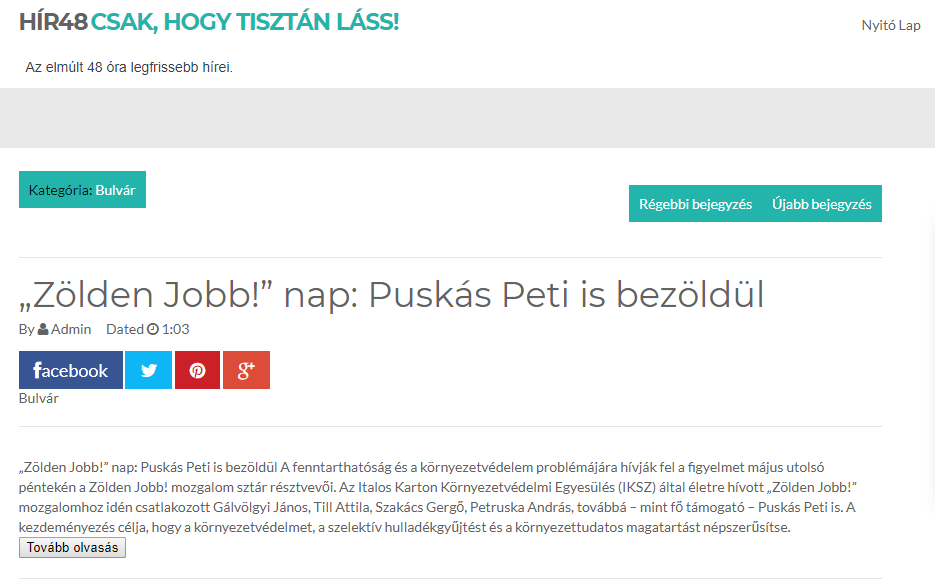 HÍR48 CSAK, HOGY TISZTÁN LÁSS!
Nyitó Lap
Az elmúlt 48 óra legfrissebb hírei.
Kategória: Bulvár
Régebbi bejegyzés Újabb bejegyzés
„Zölden Jobb!” nap: Puskás Peti is bezöldül
By Admin Dated 1:03
facebook
Bulvár
„Zölden Jobb!” nap: Puskás Peti is bezöldül A fenntarthatóság és a környezetvédelem problémájára hívják fel a figyelmet május utolsó
péntekén a Zölden Jobb! mozgalom sztár résztvevői. Az Italos Karton Környezetvédelmi Egyesülés (IKSZ) által életre hívott „Zölden Jobb!”
mozgalomhoz idén csatlakozott Gálvölgyi János, Till Attila, Szakács Gergő, Petruska András, továbbá – mint fő támogató – Puskás Peti is. A
kezdeményezés célja, hogy a környezetvédelmet, a szelektív hulladékgyűjtést és a környezettudatos magatartást népszerűsítse.
Tovább olvasás